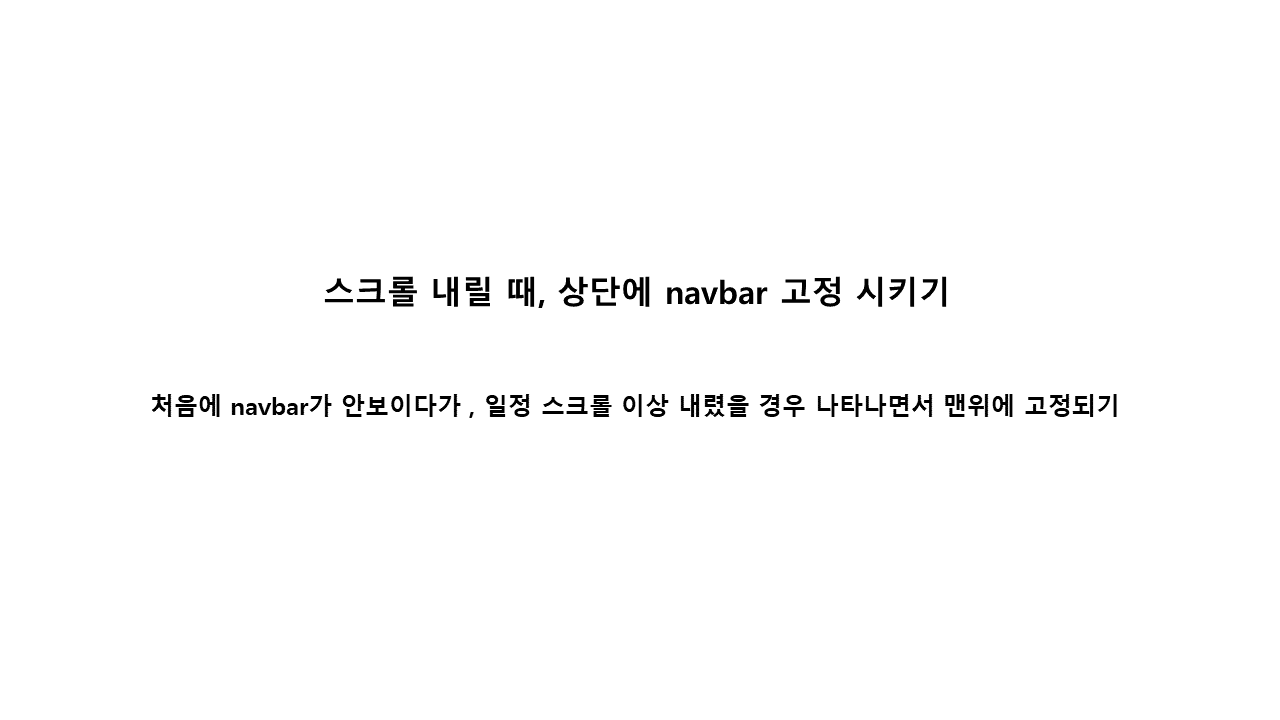 스크롤 내릴 때, 상단에 navbar 고정 시키기
처음에 navbar가 안보이다가 , 일정 스크롤 이상 내렸을 경우 나타나면서 맨위에 고정되기